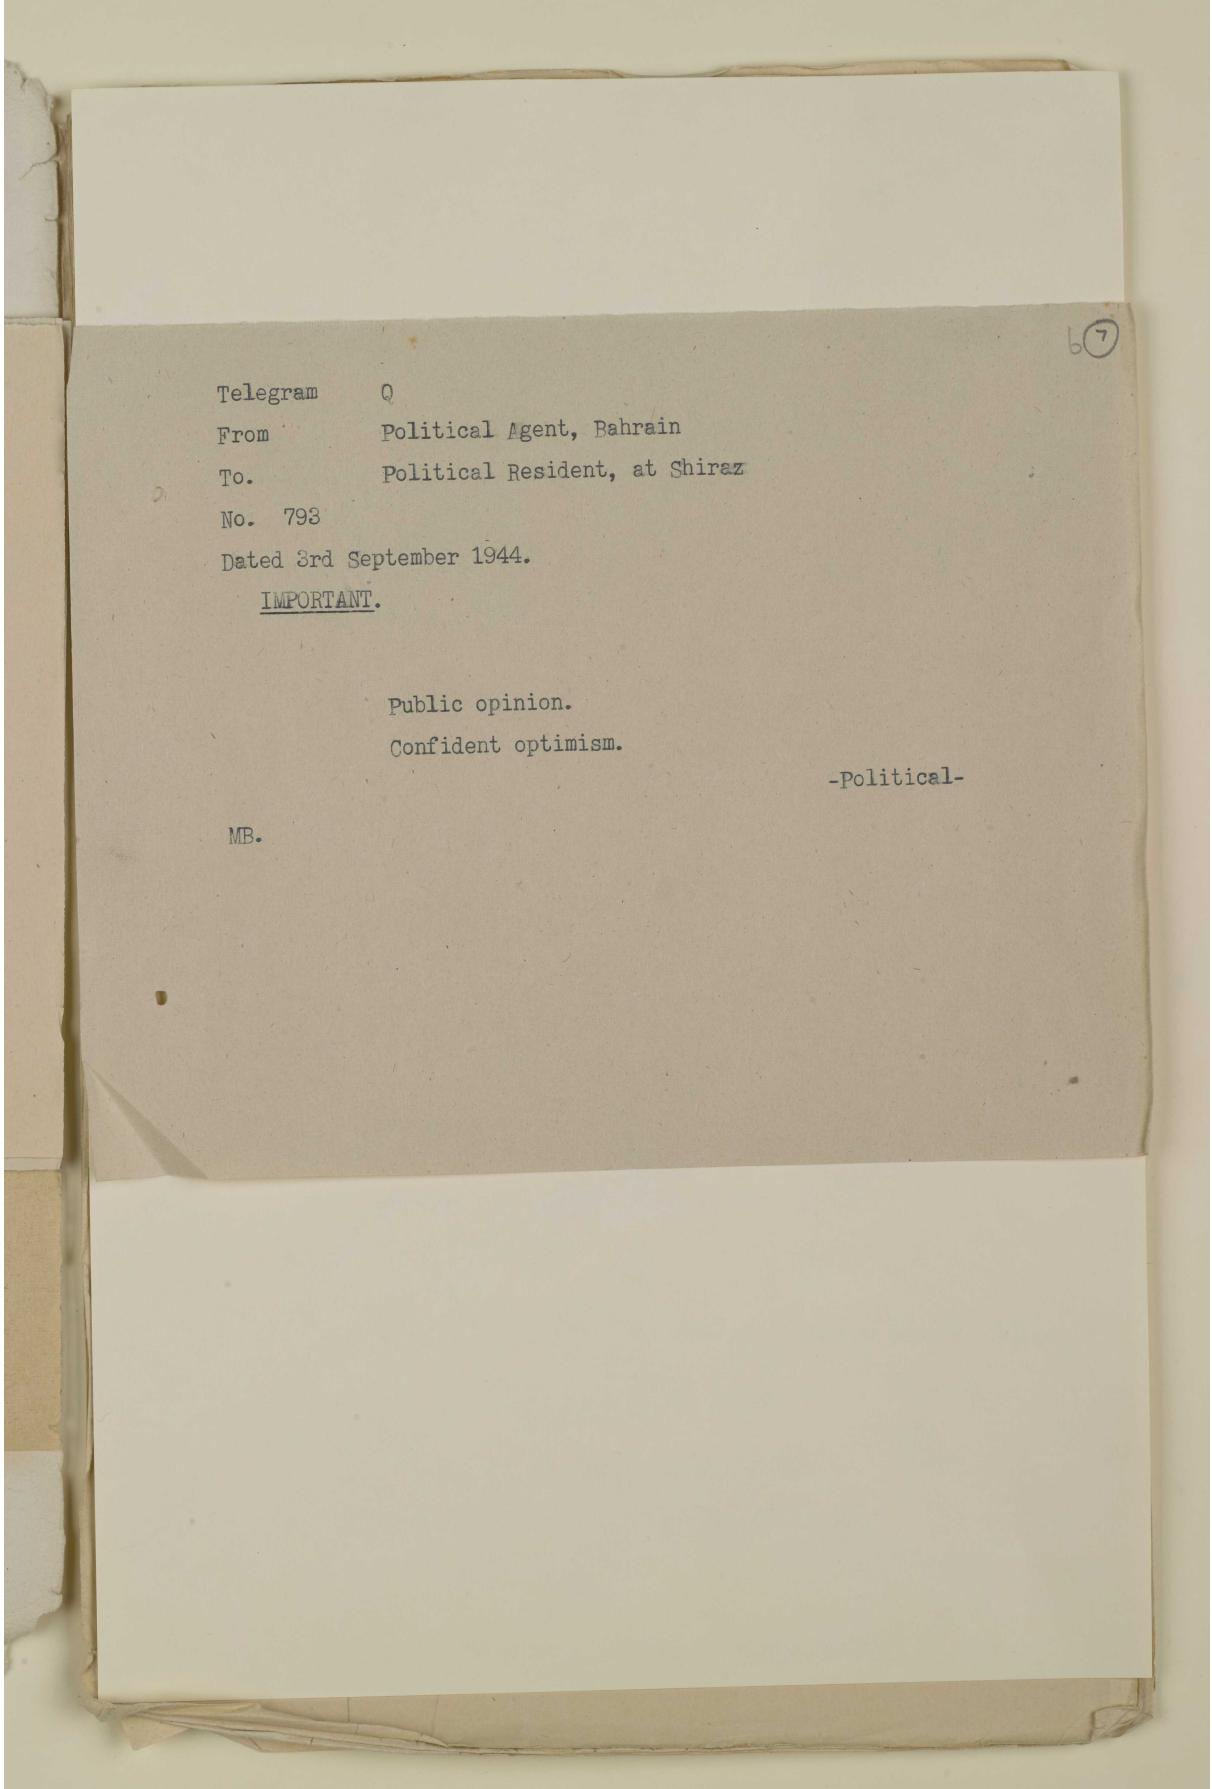 6 7
Telegram Q
From Political Agent, Bahrain
To. Political Resident, at Shiraz
No. 793
Dated 3rd September 1944.
IMPORTANT.
Public opinion.
Confident optimism.
-Political-
MB.